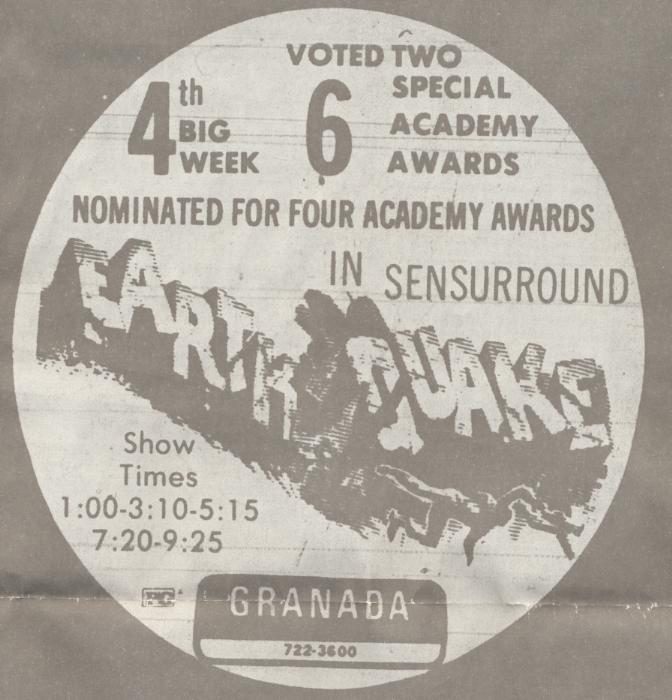 VOTED TWO
4th BIG WEEK
6
SPECIAL
ACADEMY
AWARDS
NOMINATED FOR FOUR ACADEMY AWARDS
IN SENSURROUND
EARTHQUAKE
Show
Times
1:00-3:10-5:15
7:20-9:25
PG
GRANADA
722-3600